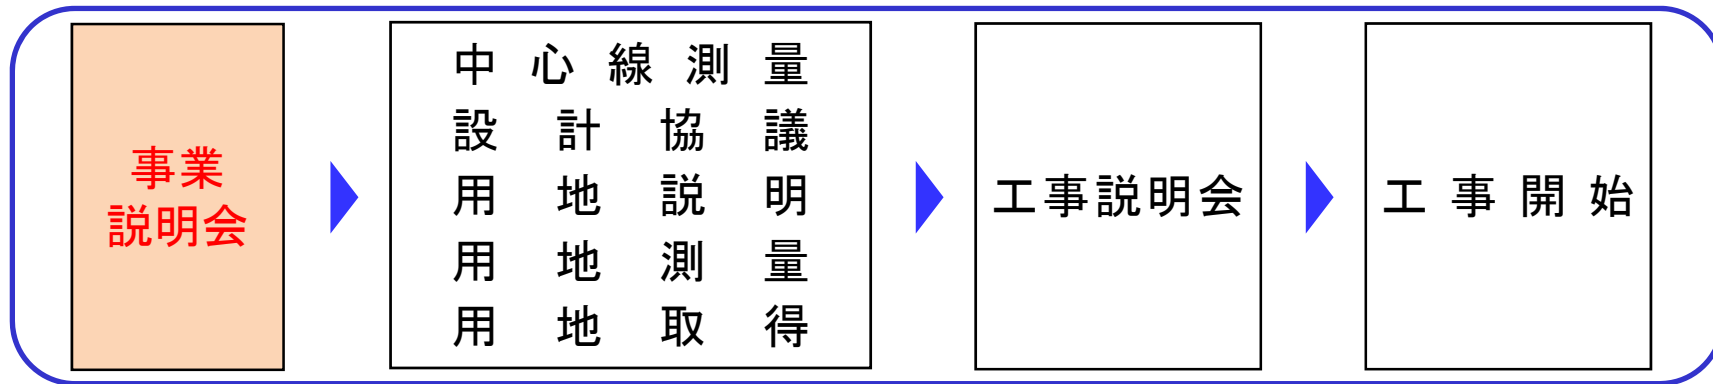 事業
説明会
中心線測量
設計協議
用地説明
用地測量
用地取得
工事説明会
工事開始